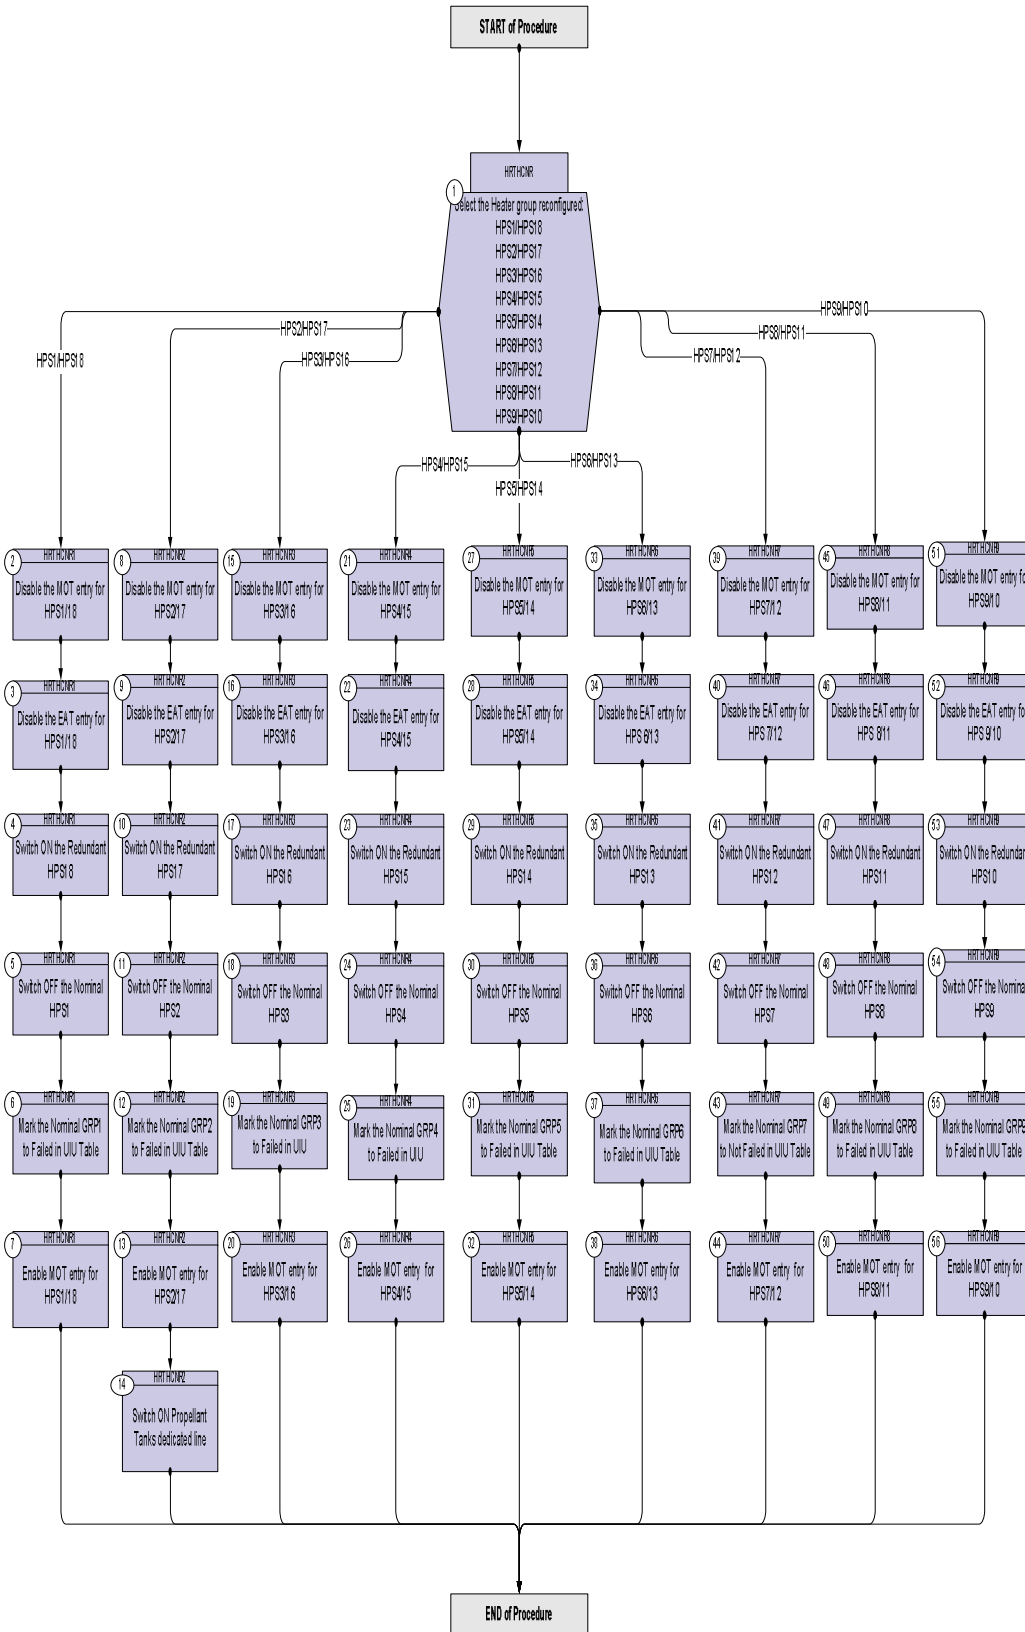 START of Procedure
HRTHCNR
1
Select the Heater group reconfigured:
HPS1/HPS18
HPS2/HPS17
HPS3/HPS16
HPS4/HPS15
HPS5/HPS14
HPS6/HPS13
HPS7/HPS12
HPS8/HPS11
HPS9/HPS10
HPS1/HPS18
HPS2/HPS17
HPS3/HPS16
HPS4/HPS15
HPS5/HPS14
HPS6/HPS13
HPS7/HPS12
HPS8/HPS11
HPS9/HPS10
2
HRTHCNR1
Disable the MOT entry for
HPS1/18
3
HRTHCNR1
Disable the EAT entry for
HPS1/18
4
HRTHCNR1
Switch ON the Redundant
HPS18
5
HRTHCNR1
Switch OFF the Nominal
HPS1
6
HRTHCNR1
Mark the Nominal GRP1
to Failed in UIU Table
7
HRTHCNR1
Enable MOT entry for
HPS1/18
8
HRTHCNR2
Disable the MOT entry for
HPS2/17
9
HRTHCNR2
Disable the EAT entry for
HPS2/17
10
HRTHCNR2
Switch ON the Redundant
HPS17
11
HRTHCNR2
Switch OFF the Nominal
HPS2
12
HRTHCNR2
Mark the Nominal GRP2
to Failed in UIU Table
13
HRTHCNR2
Enable MOT entry for
HPS2/17
14
HRTHCNR2
Switch ON Propellant
Tanks dedicated line
15
HRTHCNR3
Disable the MOT entry for
HPS3/16
16
HRTHCNR3
Disable the EAT entry for
HPS3/16
17
HRTHCNR3
Switch ON the Redundant
HPS16
18
HRTHCNR3
Switch OFF the Nominal
HPS3
19
HRTHCNR3
Mark the Nominal GRP3
to Failed in UIU
20
HRTHCNR3
Enable MOT entry for
HPS3/16
21
HRTHCNR4
Disable the MOT entry for
HPS4/15
22
HRTHCNR4
Disable the EAT entry for
HPS4/15
23
HRTHCNR4
Switch ON the Redundant
HPS15
24
HRTHCNR4
Switch OFF the Nominal
HPS4
25
HRTHCNR4
Mark the Nominal GRP4
to Failed in UIU
26
HRTHCNR4
Enable MOT entry for
HPS4/15
27
HRTHCNR5
Disable the MOT entry for
HPS5/14
28
HRTHCNR5
Disable the EAT entry for
HPS5/14
29
HRTHCNR5
Switch ON the Redundant
HPS14
30
HRTHCNR5
Switch OFF the Nominal
HPS5
31
HRTHCNR5
Mark the Nominal GRP5
to Failed in UIU Table
32
HRTHCNR5
Enable MOT entry for
HPS5/14
33
HRTHCNR6
Disable the MOT entry for
HPS6/13
34
HRTHCNR6
Disable the EAT entry for
HPS 6/13
35
HRTHCNR6
Switch ON the Redundant
HPS13
36
HRTHCNR6
Switch OFF the Nominal
HPS6
37
HRTHCNR6
Mark the Nominal GRP6
to Failed in UIU Table
38
HRTHCNR6
Enable MOT entry for
HPS6/13
39
HRTHCNR7
Disable the MOT entry for
HPS7/12
40
HRTHCNR7
Disable the EAT entry for
HPS 7/12
41
HRTHCNR7
Switch ON the Redundant
HPS12
42
HRTHCNR7
Switch OFF the Nominal
HPS7
43
HRTHCNR7
Mark the Nominal GRP7
to Not Failed in UIU Table
44
HRTHCNR7
Enable MOT entry for
HPS7/12
45
HRTHCNR8
Disable the MOT entry for
HPS8/11
46
HRTHCNR8
Disable the EAT entry for
HPS 8/11
47
HRTHCNR8
Switch ON the Redundant
HPS11
48
HRTHCNR8
Switch OFF the Nominal
HPS8
49
HRTHCNR8
Mark the Nominal GRP8
to Failed in UIU Table
50
HRTHCNR8
Enable MOT entry for
HPS8/11
51
HRTHCNR9
Disable the MOT entry for
HPS9/10
52
HRTHCNR9
Disable the EAT entry for
HPS 9/10
53
HRTHCNR9
Switch ON the Redundant
HPS10
54
HRTHCNR9
Switch OFF the Nominal
HPS9
55
HRTHCNR9
Mark the Nominal GRP9
to Failed in UIU Table
56
HRTHCNR9
Enable MOT entry for
HPS9/10
END of Procedure